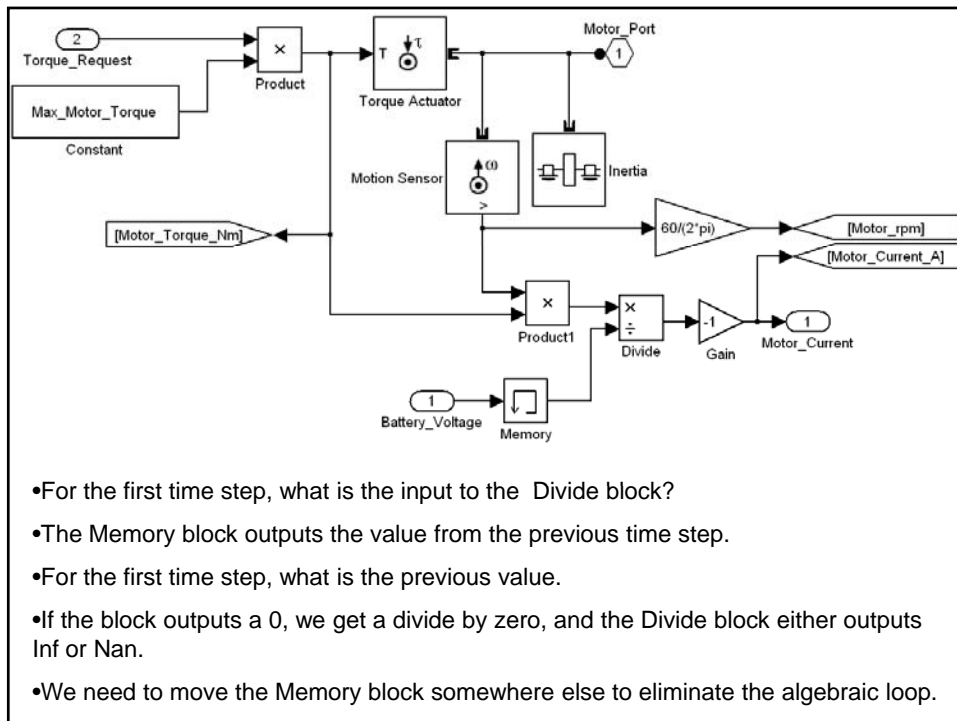 2
Torque_Request
×
Product
T
τ
Torque Actuator
Motor_Port
1
Max_Motor_Torque
Constant
Motion Sensor
ω
>
Inertia
[Motor_Torque_Nm]
60/(2*pi)
[Motor_rpm]
[Motor_Current_A]
×
Product1
×
÷
Divide
-1
Gain
1
Motor_Current
1
Battery_Voltage
Memory
•For the first time step, what is the input to the  Divide block?
•The Memory block outputs the value from the previous time step.
•For the first time step, what is the previous value.
•If the block outputs a 0, we get a divide by zero, and the Divide block either outputs
Inf or Nan.
•We need to move the Memory block somewhere else to eliminate the algebraic loop.